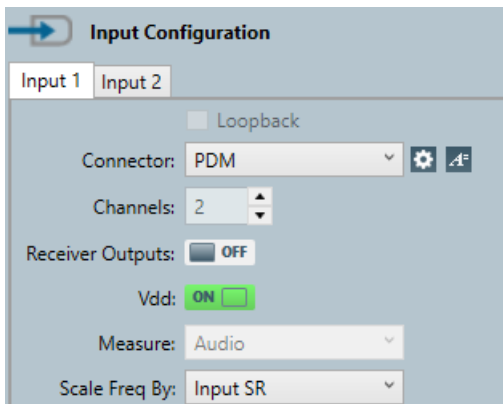 Input Configuration
Input 1 Input 2
Loopback
Connector: PDM
Channels: 2
Receiver Outputs: OFF
Vdd: ON
Measure: Audio
Scale Freq By: Input SR